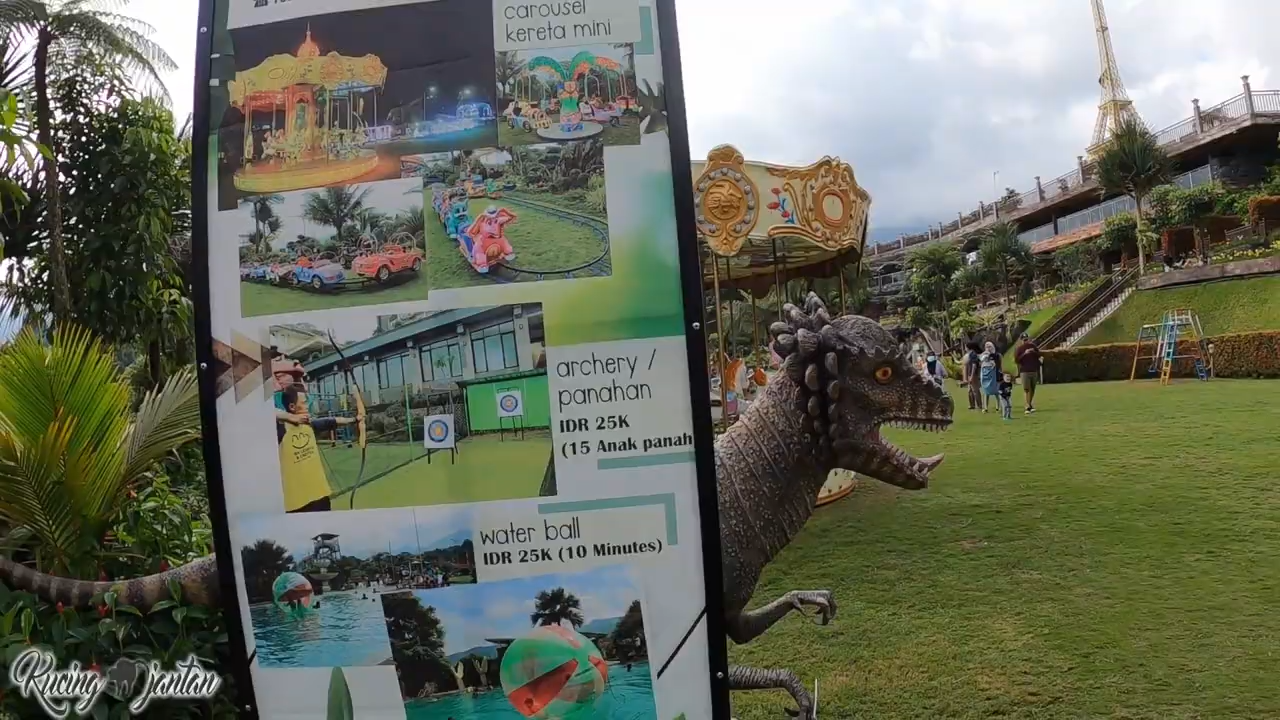 carousel
kereta mini
archery /
panahan
IDR 25K
(15 Anak panah
water ball
IDR 25K (10 Minutes)
Kucing Jantan